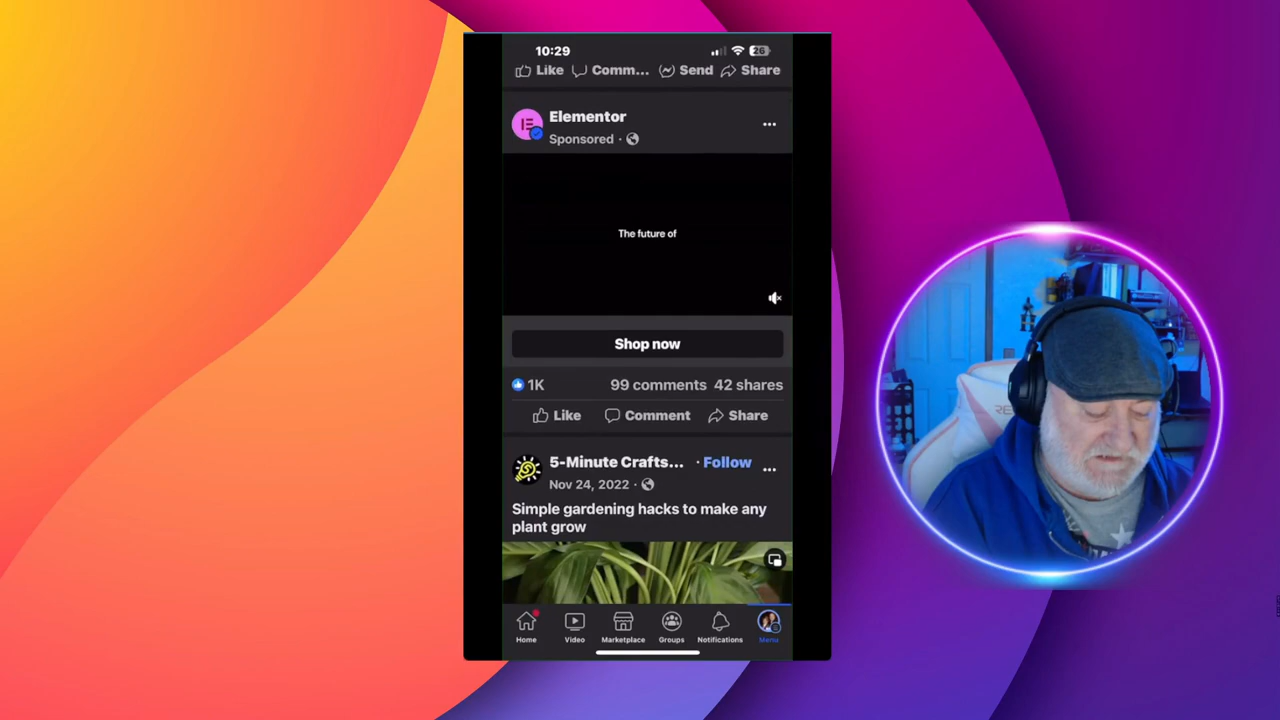 10:29
26
Like Comm... Send Share
Elementor
Sponsored ·
The future of
Shop now
1K 99 comments 42 shares
Like Comment Share
5-Minute Crafts... · Follow
Nov 24, 2022 ·
Simple gardening hacks to make any
plant grow
Home Video Marketplace Groups Notifications Menu